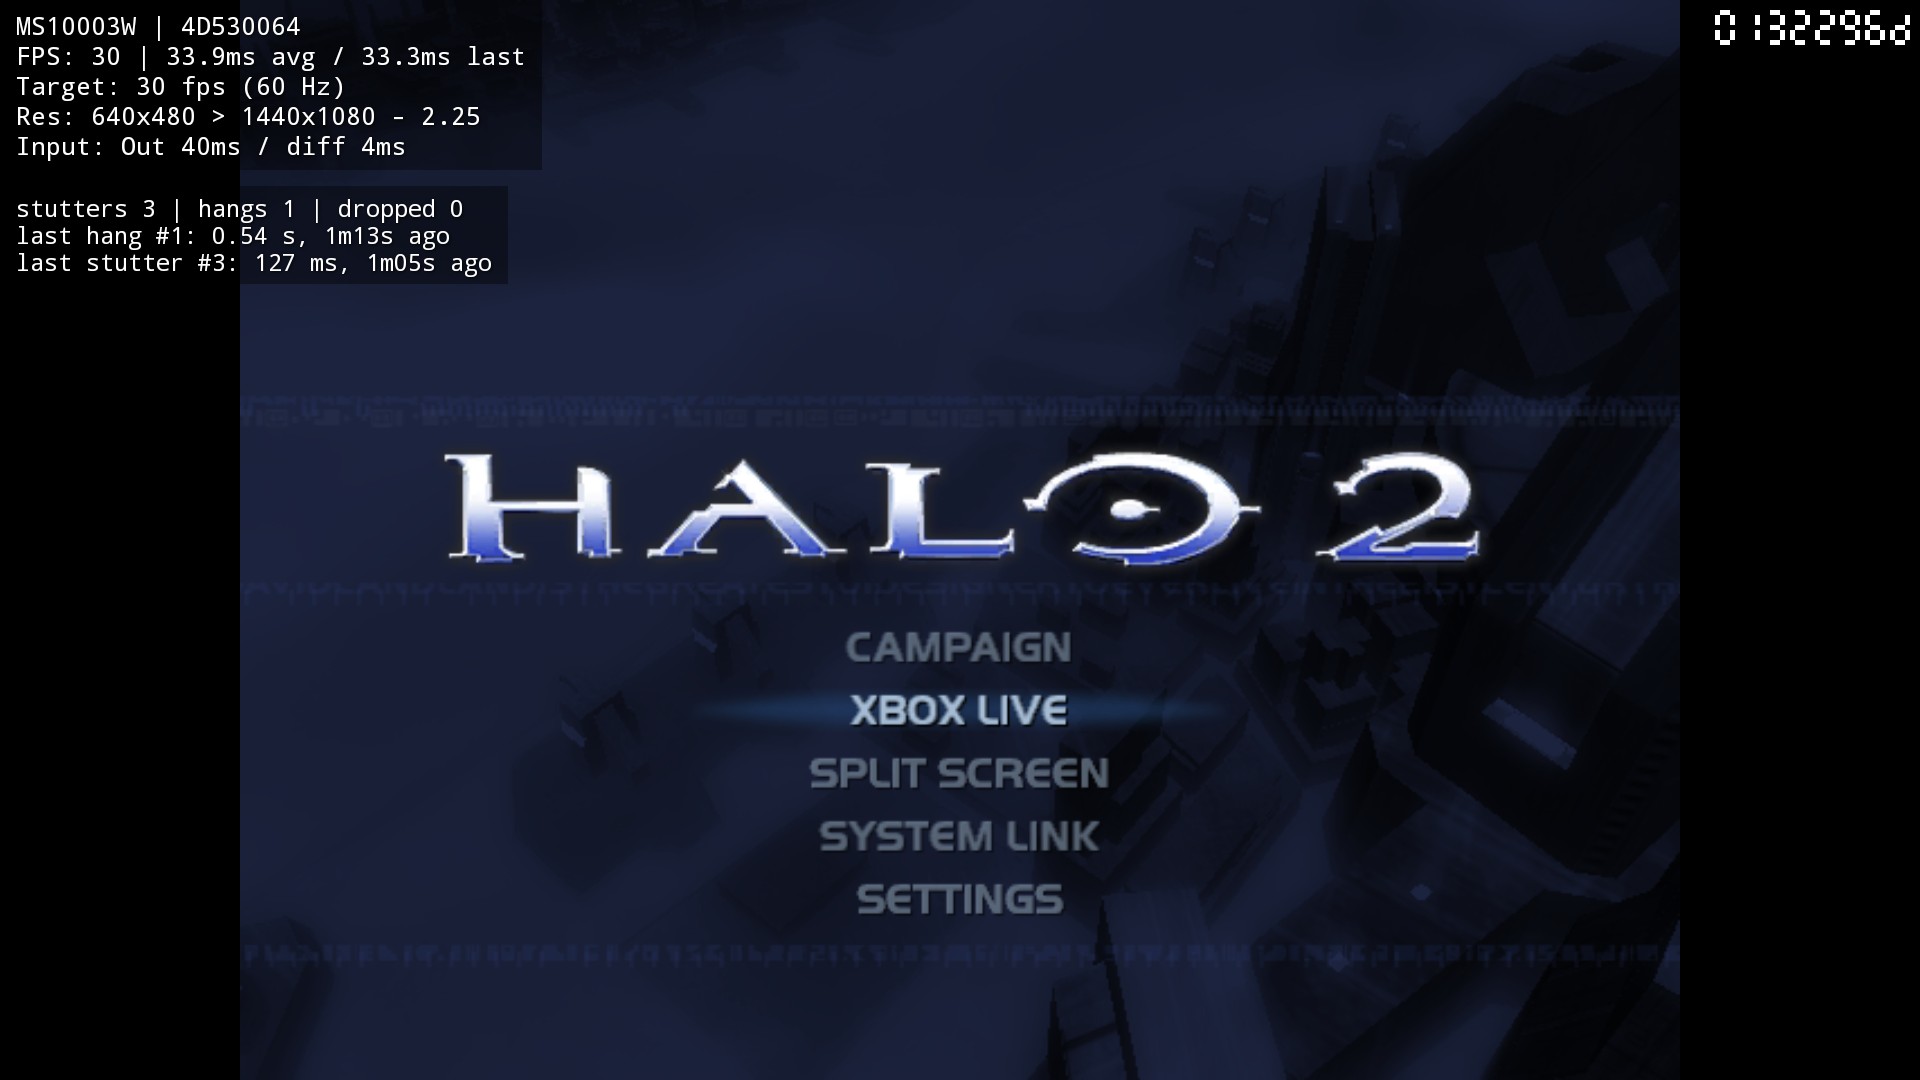 MS10003W | 4D530064
FPS: 30 | 33.9ms avg / 33.3ms last
Target: 30 fps (60 Hz)
Res: 640x480 > 1440x1080 - 2.25
Input: Out 40ms / diff 4ms
stutters 3 | hangs 1 | dropped 0
last hang #1: 0.54 s, 1m13s ago
last stutter #3: 127 ms, 1m05s ago
0132296d
HALO 2
CAMPAIGN
XBOX LIVE
SPLIT SCREEN
SYSTEM LINK
SETTINGS